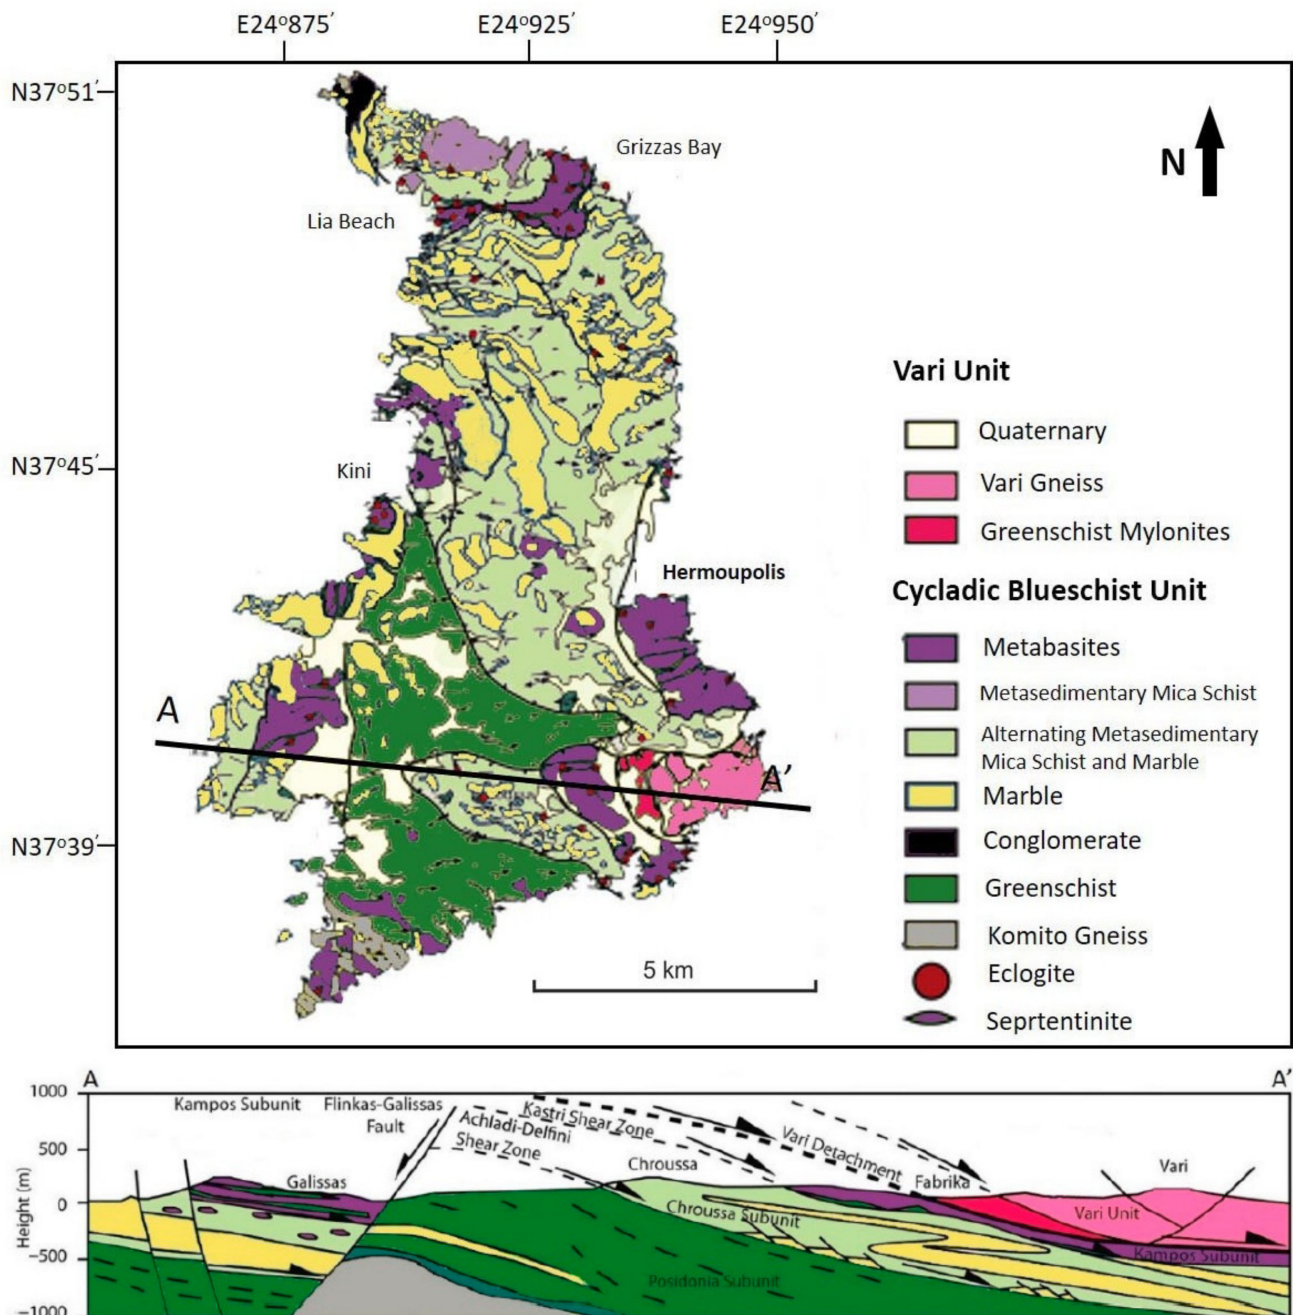 E24º875′ E24º925′ E24º950′
N37º51′
Grizzas Bay
N
Lia Beach
Vari Unit
Quaternary
N37º45′
Kini
Vari Gneiss
Greenschist Mylonites
Hermoupolis
Cycladic Blueschist Unit
Metabasites
Metasedimentary Mica Schist
A
Alternating Metasedimentary
Mica Schist and Marble
A′
Marble
N37º39′
Conglomerate
Greenschist
Komito Gneiss
5 km
Eclogite
Seprtentinite
A A′
1000
Kampos Subunit
Flinkas-Galissas
Fault
Kastri Shear Zone
Achladi-Delfini
Shear Zone
Vari Detachment
500
Chroussa
Vari
Galissas
Fabrika
Height (m)
0
Chroussa Subunit
Vari Unit
−500
Kampos Subunit
Posidonia Subunit
−1000